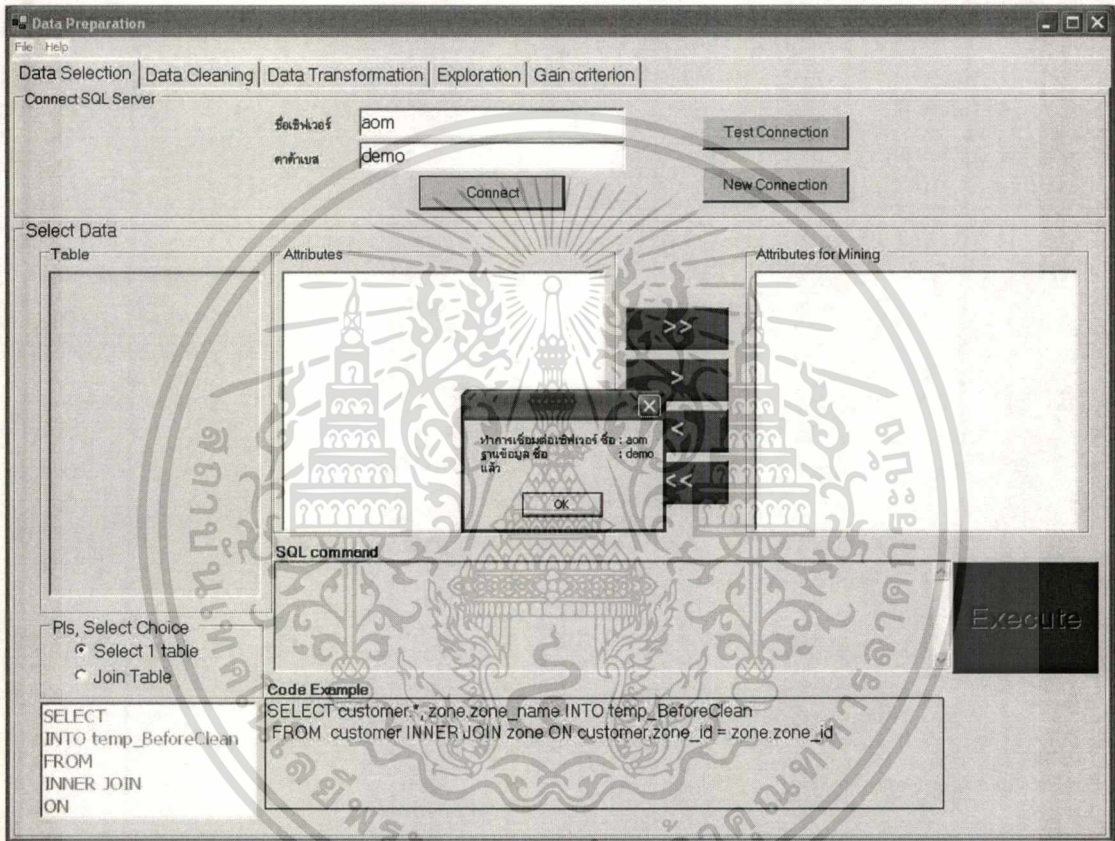 Data Preparation
File Help
Data Selection Data Cleaning Data Transformation Exploration Gain criterion
Connect SQL Server
ชื่อเซิฟเวอร์ aom
Test Connection
ดาต้าเบส demo
New Connection
Connect
Select Data
Table
Attributes
Attributes for Mining
>>
>
<
<<
ทำการเชื่อมต่อเซิฟเวอร์ ชื่อ : aom
ฐานข้อมูล ชื่อ : demo
แล้ว
OK
SQL command
Execute
Pls, Select Choice
Select 1 table
Join Table
SELECT
INTO temp_BeforeClean
FROM
INNER JOIN
ON
Code Example
SELECT customer.*, zone.zone_name INTO temp_BeforeClean
FROM customer INNER JOIN zone ON customer.zone_id = zone.zone_id